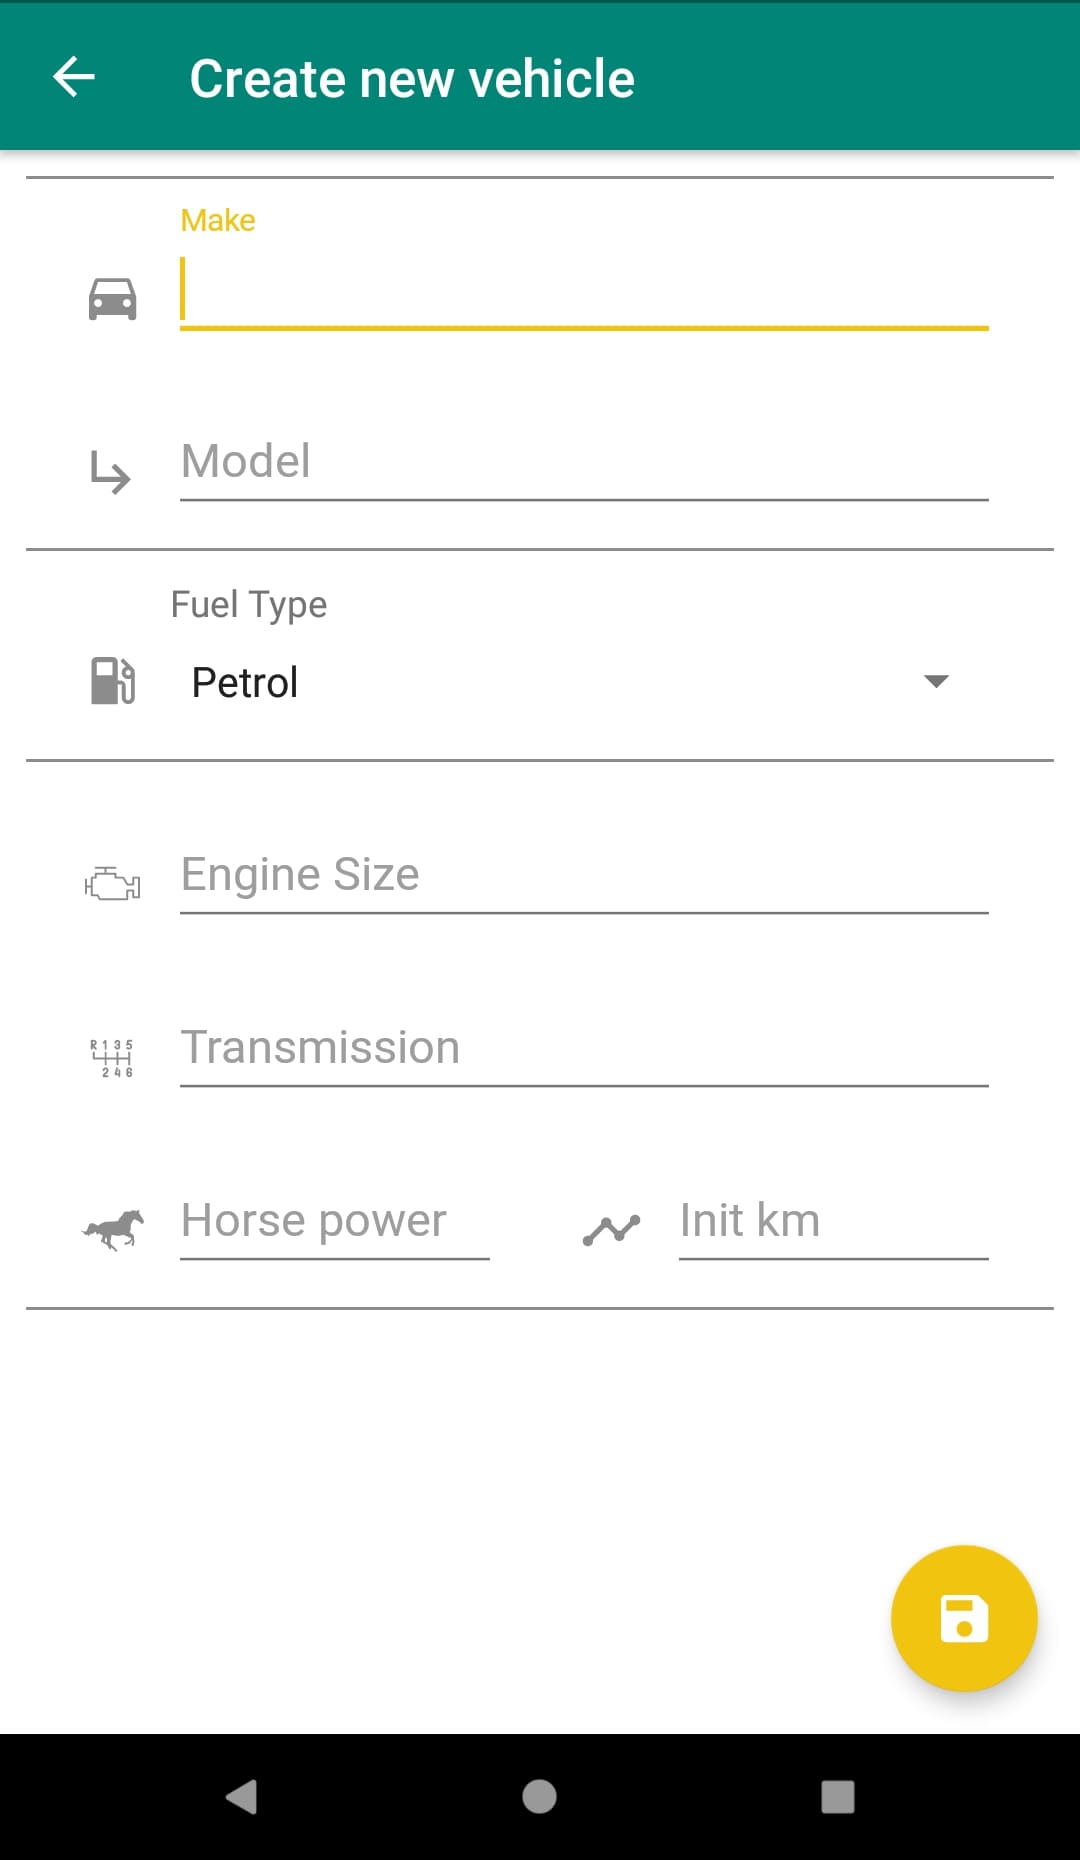 Create new vehicle
Make
Model
Fuel Type
Petrol
Engine Size
R 1 3 5
2 4 6
Transmission
Horse power
Init km